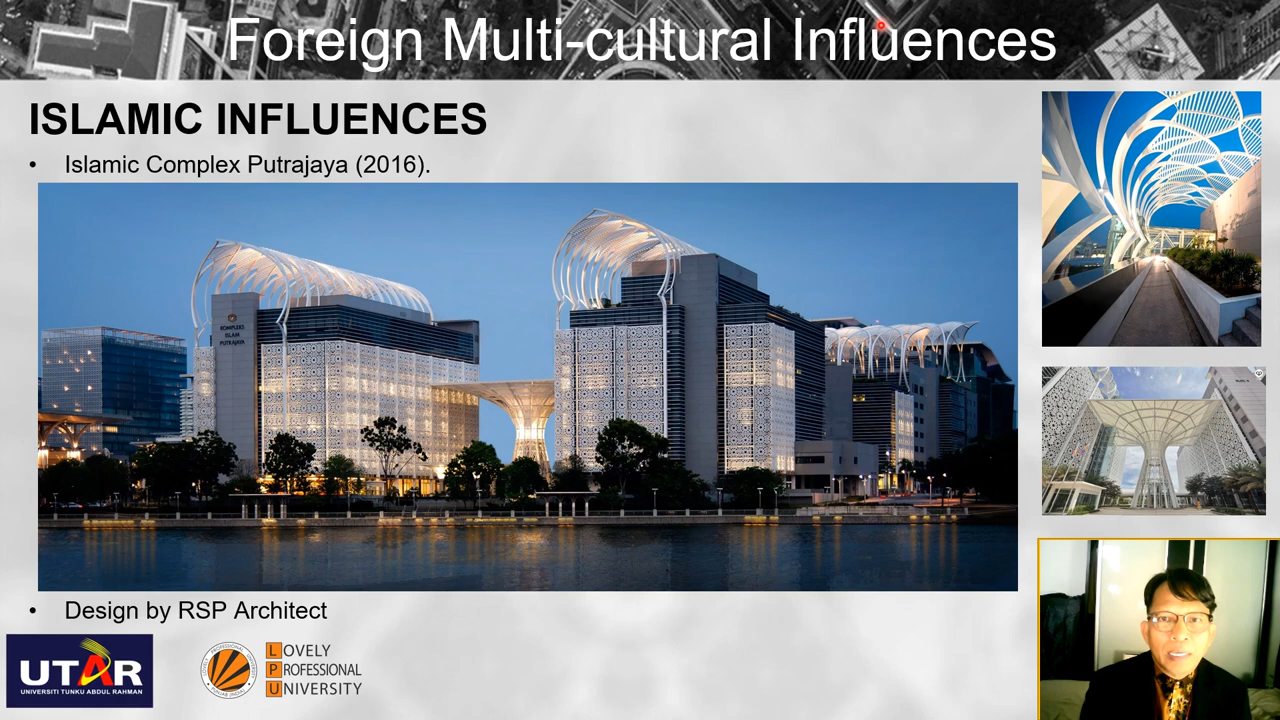 Foreign Multi-cultural Influences
ISLAMIC INFLUENCES
• Islamic Complex Putrajaya (2016).
KOMPLEKS
ISLAM
PUTRAJAYA
• Design by RSP Architect
UTAR
UNIVERSITI TUNKU ABDUL RAHMAN
LOVELY
PROFESSIONAL
UNIVERSITY